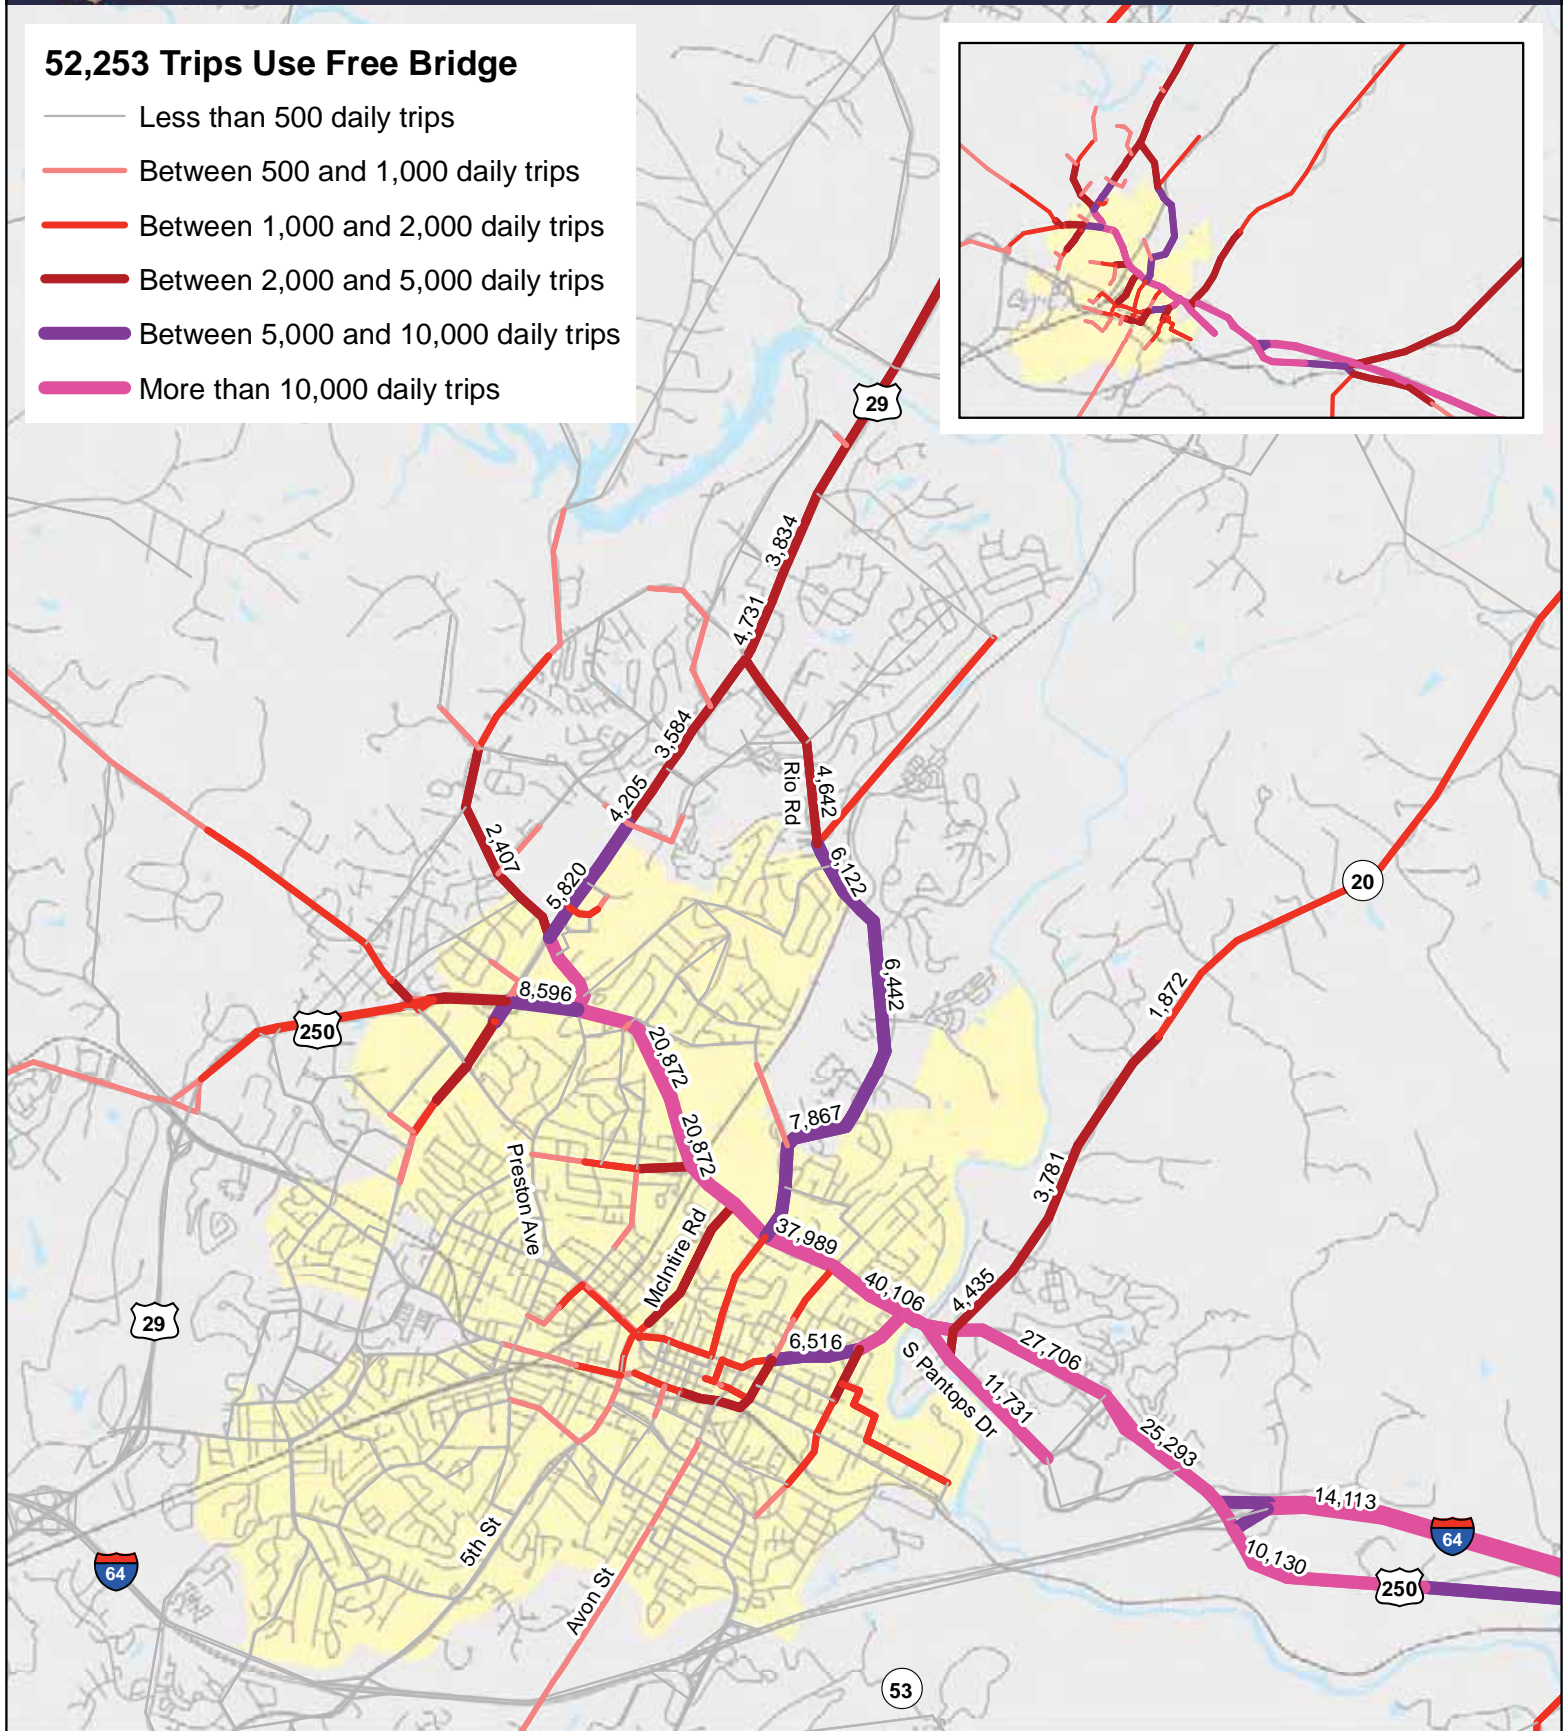 52,253 Trips Use Free Bridge
Less than 500 daily trips
Between 500 and 1,000 daily trips
Between 1,000 and 2,000 daily trips
Between 2,000 and 5,000 daily trips
Between 5,000 and 10,000 daily trips
More than 10,000 daily trips
29
3,834
4,731
3,584
4,205
Rio Rd
4,642
2,407
5,820
6,122
20
6,442
8,596
1,872
250
20,872
7,867
20,872
Preston Ave
3,781
McIntire Rd
37,989
40,106
4,435
29
6,516
27,706
S Pantops Dr
11,731
25,293
14,113
64
5th St
10,130
64
250
Avon St
53